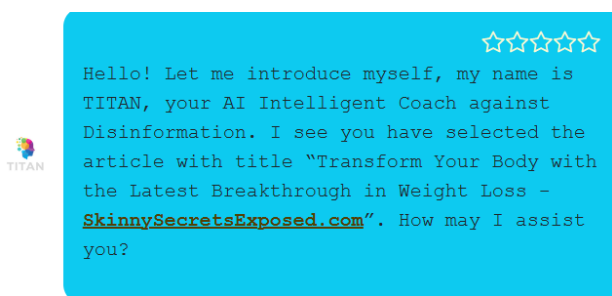 Hello! Let me introduce myself, my name is
TITAN, your AI Intelligent Coach against
Disinformation. I see you have selected the
article with title “Transform Your Body with
the Latest Breakthrough in Weight Loss –
SkinnySecretsExposed.com”. How may I assist
you?
TITAN